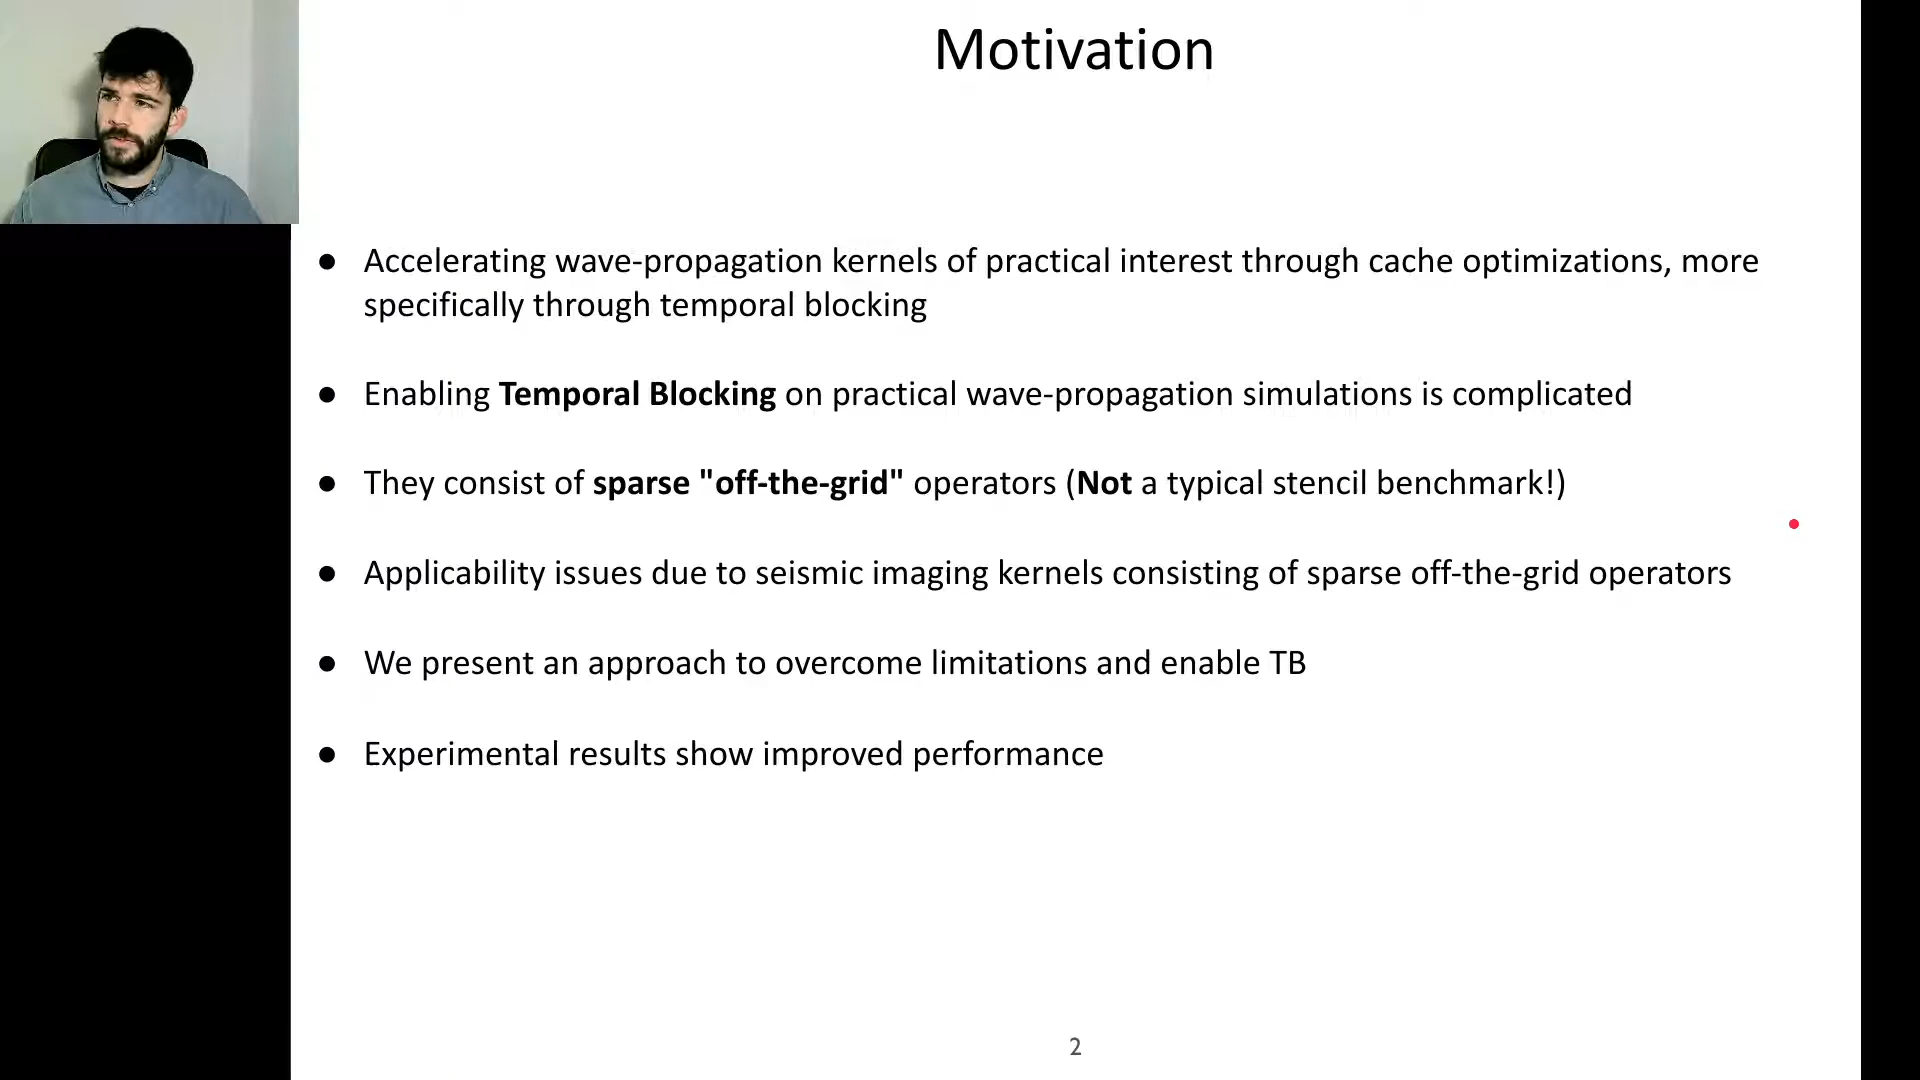 Motivation
● Accelerating wave-propagation kernels of practical interest through cache optimizations, more
specifically through temporal blocking
● Enabling Temporal Blocking on practical wave-propagation simulations is complicated
● They consist of sparse "off-the-grid" operators (Not a typical stencil benchmark!)
● Applicability issues due to seismic imaging kernels consisting of sparse off-the-grid operators
● We present an approach to overcome limitations and enable TB
● Experimental results show improved performance
2